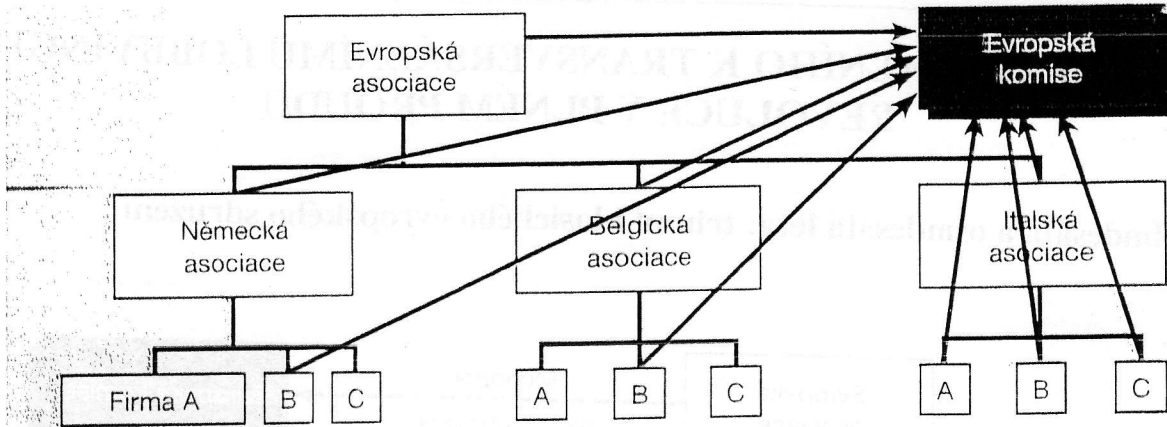 Evropská
asociace
Evropská
komise
Německá
asociace
Belgická
asociace
Italská
asociace
Firma A
B
C
A
B
C
A
B
C